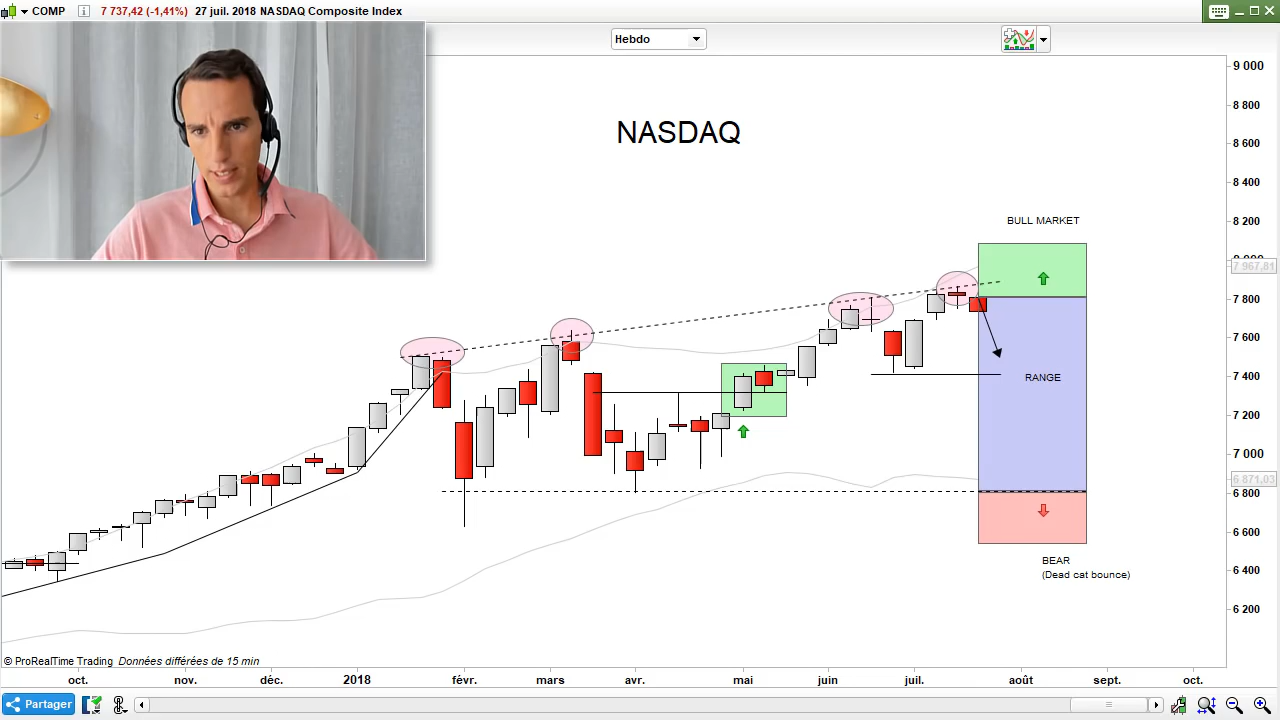 COMP 7 737,42 (-1,41%) 27 juil. 2018 NASDAQ Composite Index
Hebdo
NASDAQ
BULL MARKET
RANGE
BEAR
(Dead cat bounce)
9 000
8 800
8 600
8 400
8 200
7 967,81
7 800
7 600
7 400
7 200
7 000
6 871,03
6 800
6 600
6 400
6 200
© ProRealTime Trading Données différées de 15 min
oct. nov. déc. 2018 févr. mars avr. mai juin juil. août sept. oct.
Partager